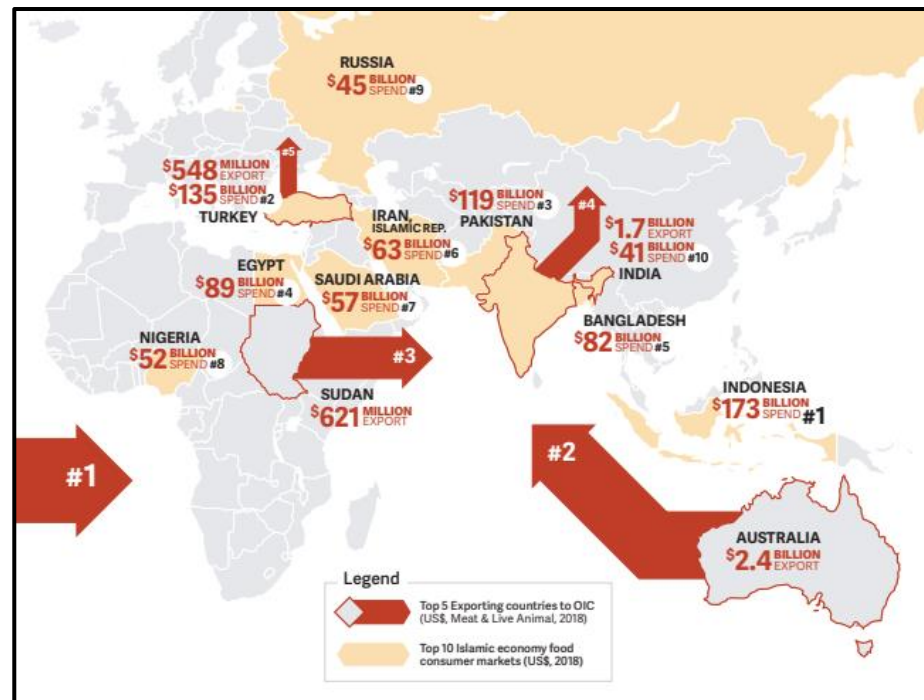 RUSSIA
$45 BILLION
SPEND #9
#5
$548 MILLION
EXPORT
$135 BILLION
SPEND #2
TURKEY
IRAN,
ISLAMIC REP.
$63 BILLION
SPEND #6
$119 BILLION
SPEND #3
PAKISTAN
#4
$1.7 BILLION
EXPORT
$41 BILLION
SPEND #10
INDIA
EGYPT
$89 BILLION
SPEND #4
SAUDI ARABIA
$57 BILLION
SPEND #7
BANGLADESH
$82 BILLION
SPEND #5
NIGERIA
$52 BILLION
SPEND #8
#3
SUDAN
$621 MILLION
EXPORT
INDONESIA
$173 BILLION
SPEND #1
#1
#2
AUSTRALIA
$2.4 BILLION
EXPORT
Legend
Top 5 Exporting countries to OIC
(US$, Meat & Live Animal, 2018)
Top 10 Islamic economy food
consumer markets (US$, 2018)